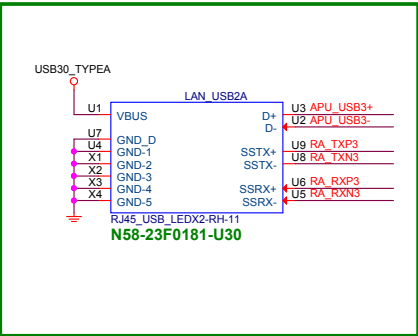 USB30_TYPEA
LAN_USB2A
U1 VBUS D+ U3 APU_USB3+
D- U2 APU_USB3-
U7 GND_D
U4 GND-1 SSTX+ U9 RA_TXP3
X1 GND-2 SSTX- U8 RA_TXN3
X2 GND-3
X3 GND-4 SSRX+ U6 RA_RXP3
X4 GND-5 SSRX- U5 RA_RXN3
RJ45_USB_LEDX2-RH-11
N58-23F0181-U30